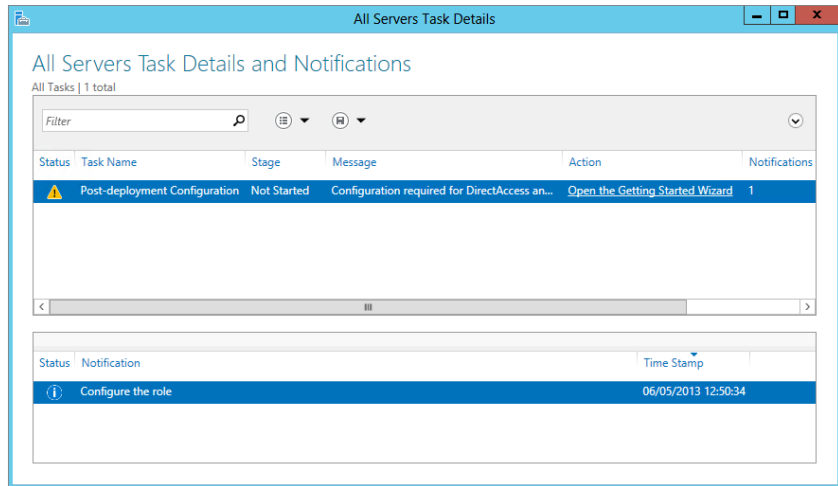 All Servers Task Details
All Servers Task Details and Notifications
All Tasks | 1 total
Filter
Status Task Name Stage Message Action Notifications
Post-deployment Configuration Not Started Configuration required for DirectAccess an... Open the Getting Started Wizard 1
Status Notification Time Stamp
Configure the role 06/05/2013 12:50:34